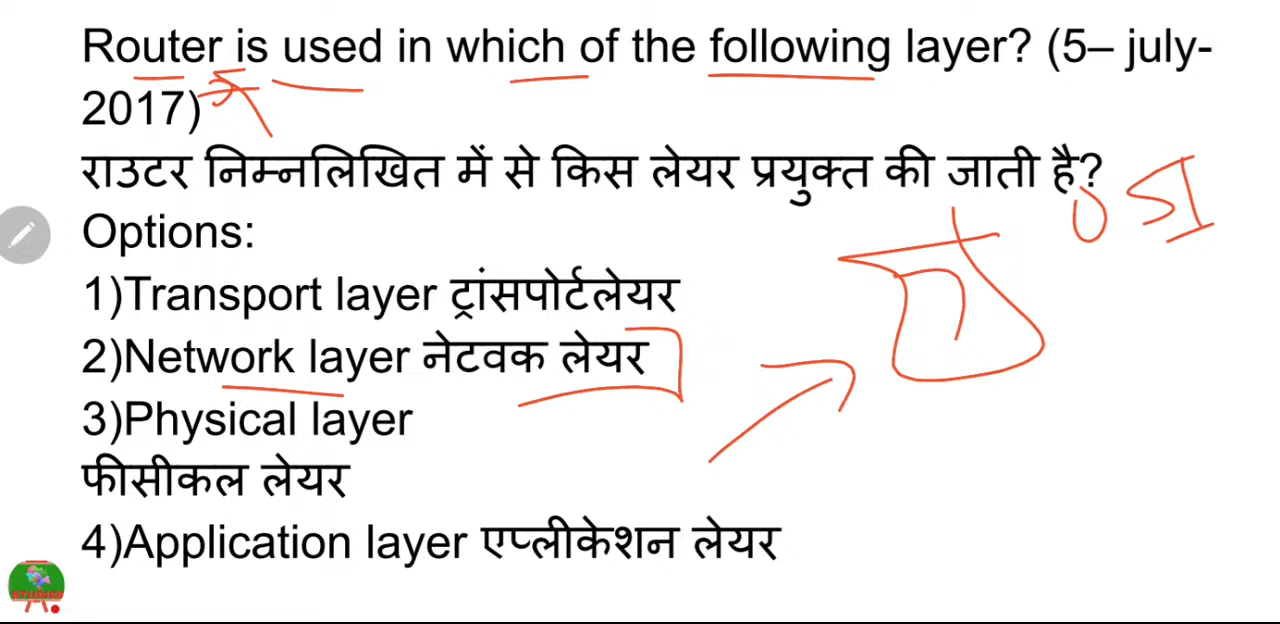 Router is used in which of the following layer? (5– july-
2017)
राउटर निम्नलिखित में से किस लेयर प्रयुक्त की जाती है?
OSI
Options:
1)Transport layer ट्रांसपोर्टलेयर
2)Network layer नेटवक लेयर
3)Physical layer
फीसीकल लेयर
4)Application layer एप्लीकेशन लेयर